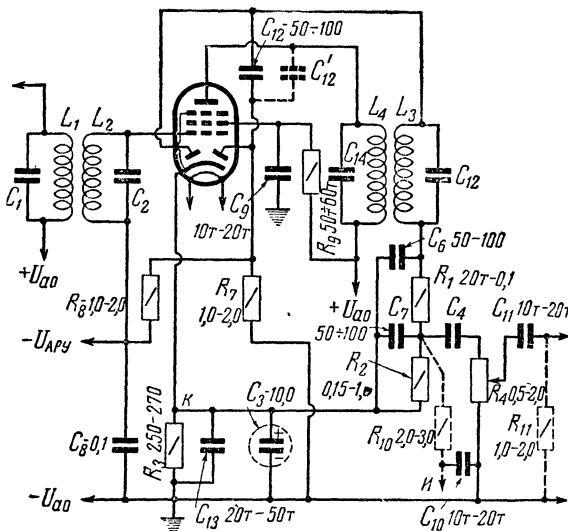 C₁₂-50÷100
C'₁₂
L₁
L₂
L₄
L₃
C₁
C₂
C₉
C₁₄
C₁₂
10т-20т
R₉ 50÷60т
C₆ 50-100
+Uа0
+Uа0
R₁ 20т-0,1
R₈-1,0-2,0
R₇
1,0-2,0
C₇
50÷100
C₄
C₁₁ 10т-20т
-UАРУ
R₂
0,15-1,0
R₄ 0,5-2,0
К
C₃-10,0
R₁₀ 2,0-3,0
R₁₁
1,0-2,0
C₈-0,1
R₃ 250-270
И
-Uа0
C₁₃ 20т-50т
C₁₀ 10т-20т